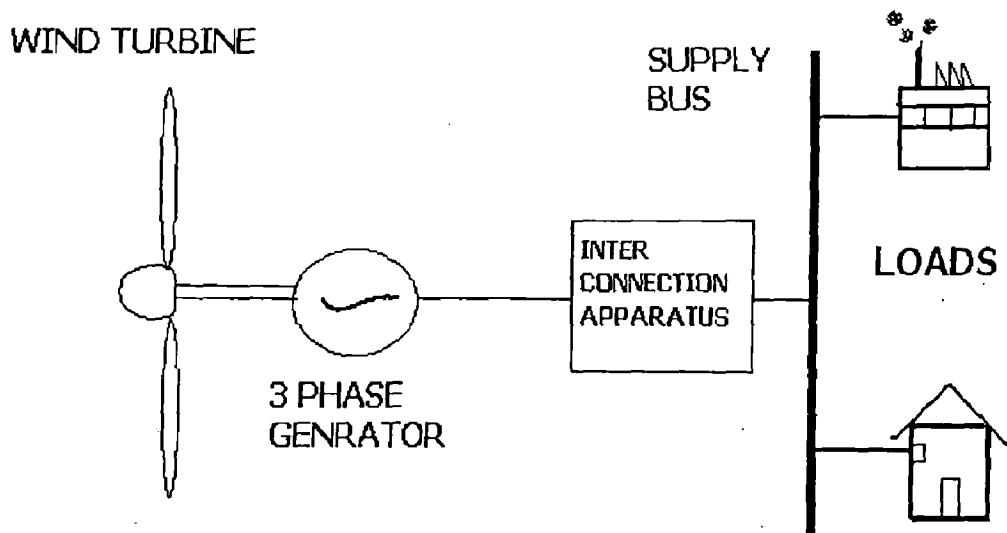 WIND TURBINE
SUPPLY
BUS
INTER
CONNECTION
APPARATUS
LOADS
3 PHASE
GENRATOR